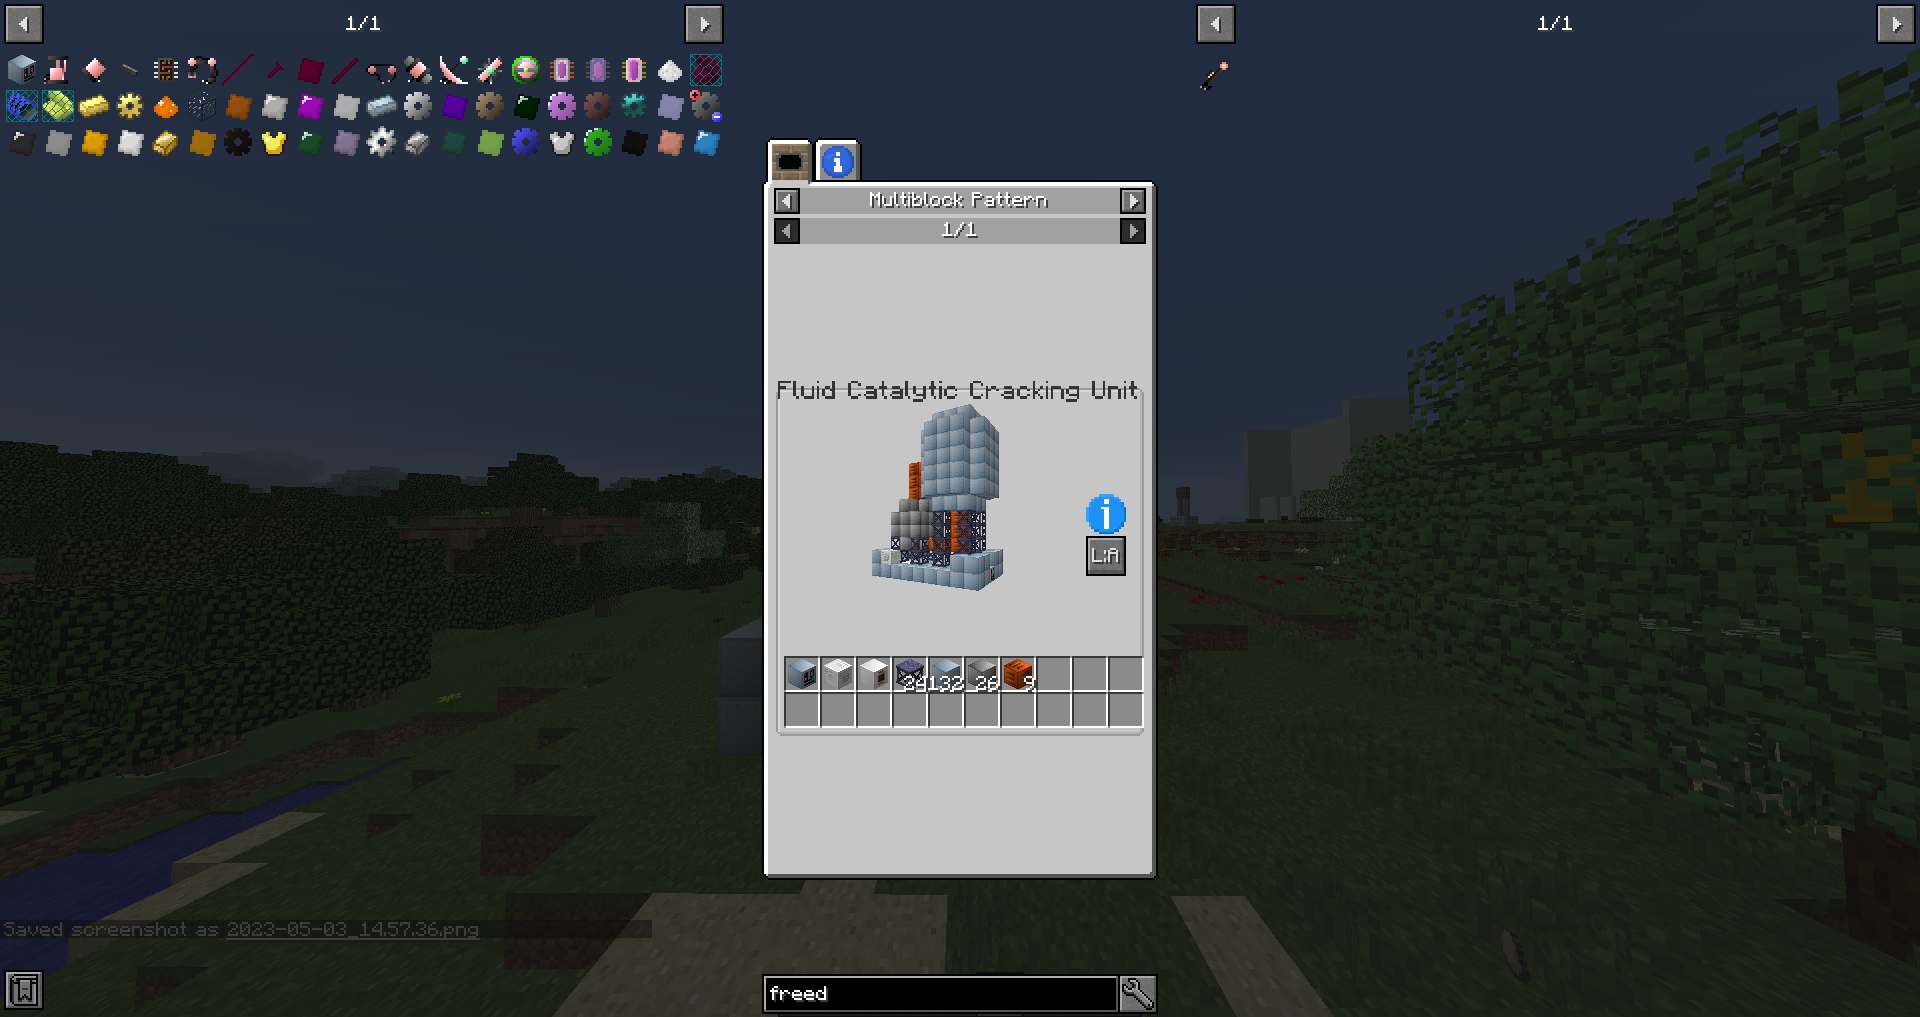 1/1
1/1
Multiblock Pattern
1/1
Fluid Catalytic Cracking Unit
i
L:A
24 132 26 9
Saved screenshot as 2023-05-03_14.57.36.png
freed